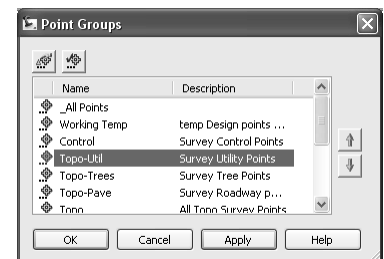 Point Groups
Name Description
_All Points
Working Temp temp Design points ...
Control Survey Control Points
Topo-Util Survey Utility Points
Topo-Trees Survey Tree Points
Topo-Pave Survey Roadway p...
Topo All Topo Survey Points
OK Cancel Apply Help